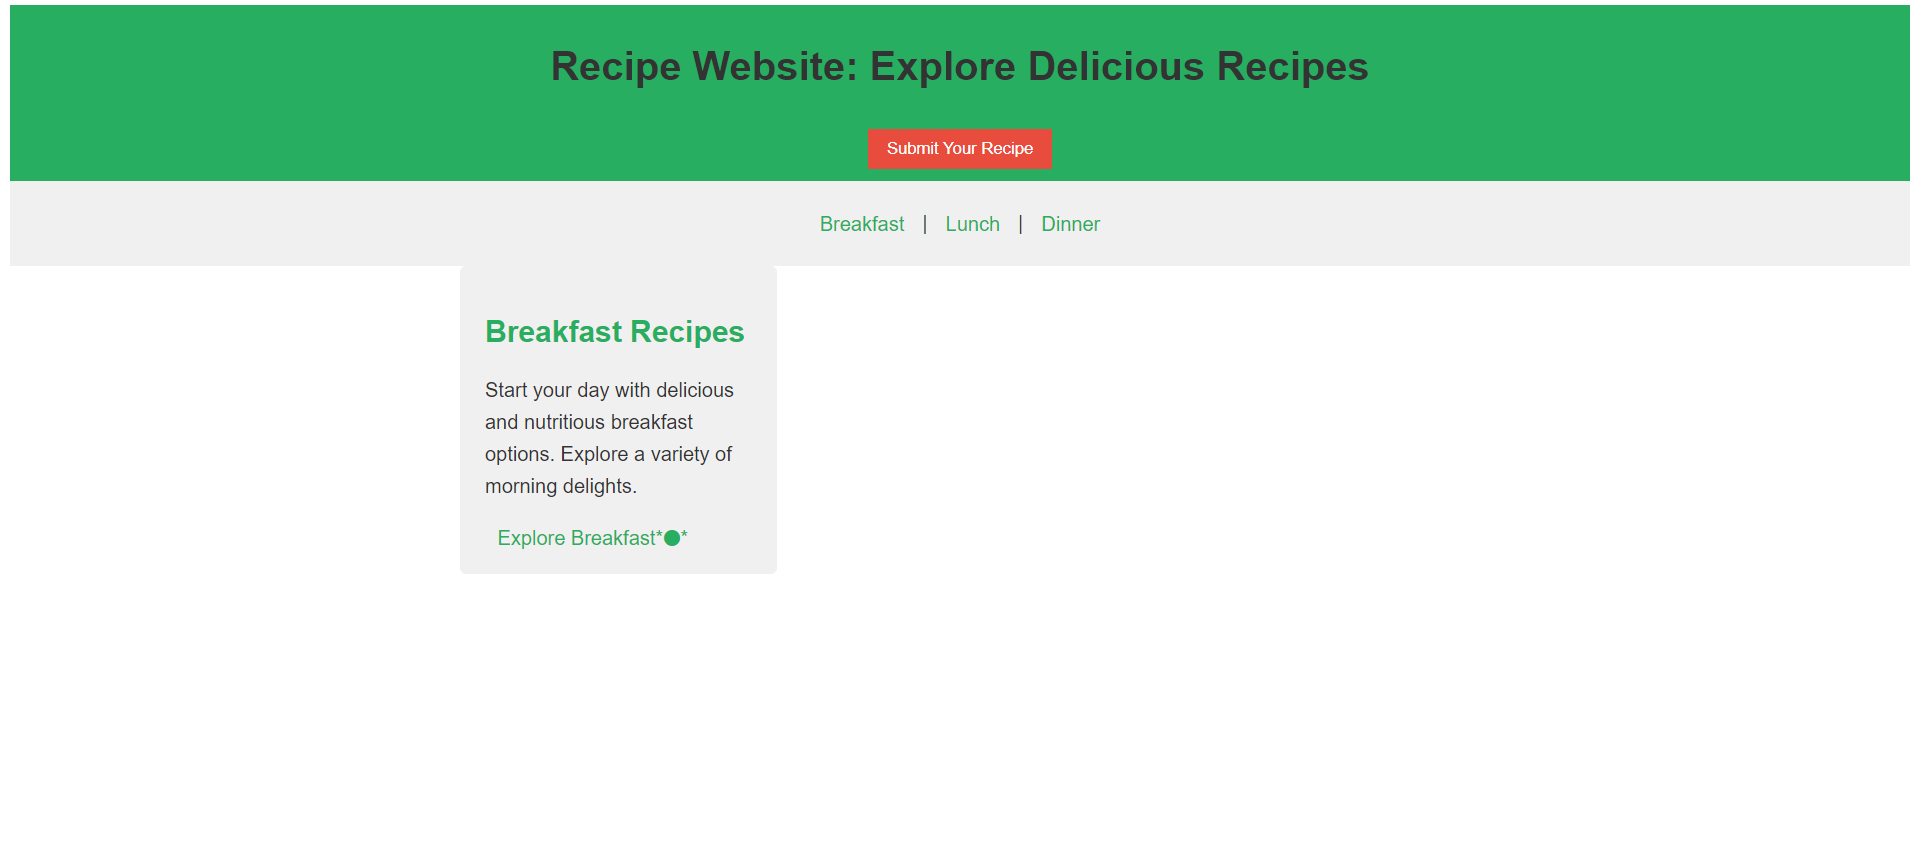 Recipe Website: Explore Delicious Recipes
Submit Your Recipe
Breakfast | Lunch | Dinner
Breakfast Recipes
Start your day with delicious
and nutritious breakfast
options. Explore a variety of
morning delights.
Explore Breakfast*●*